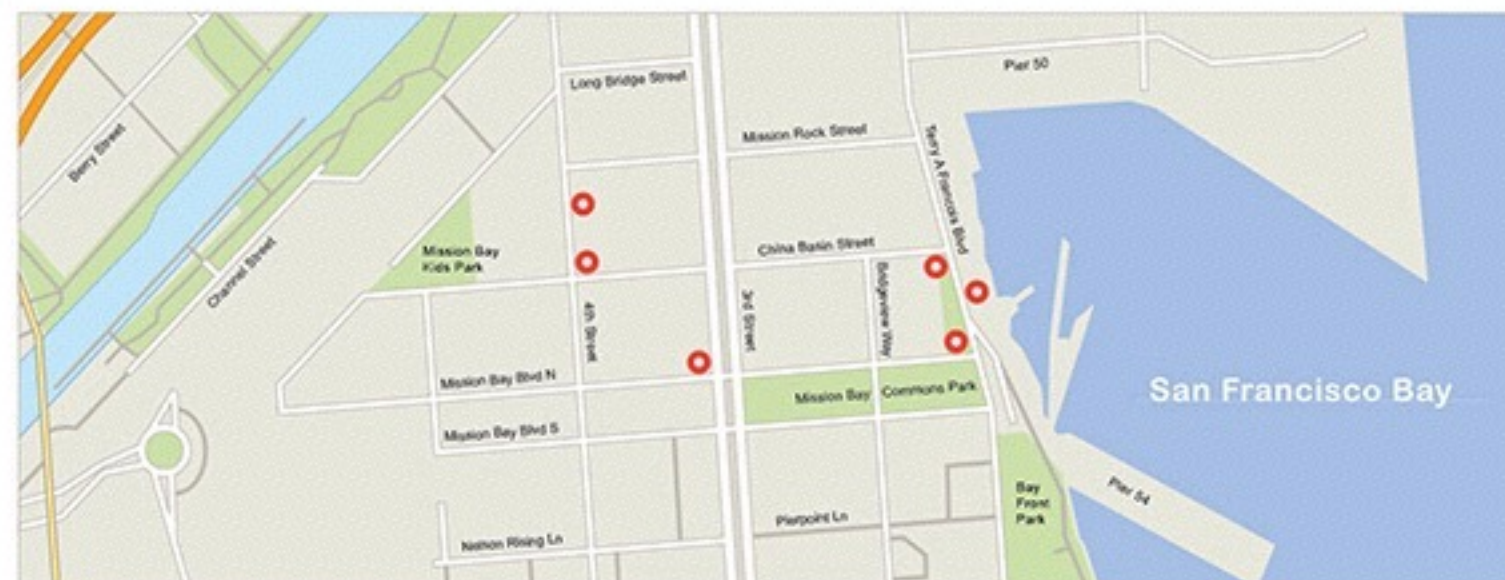 Pier 50
Long Bridge Street
Mission Rock Street
Berry Street
Terry A Francois Blvd
Mission Bay
Kids Park
China Basin Street
Channel Street
Bridgeview Way
4th Street
3rd Street
Mission Bay Blvd N
Mission Bay Commons Park
San Francisco Bay
Mission Bay Blvd S
Bay
Front
Park
Pier 54
Pierpoint Ln
Nelson Rising Ln